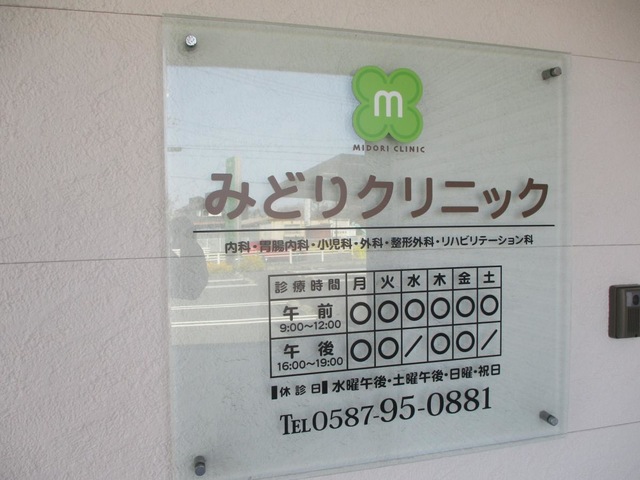 m
MIDORI CLINIC
みどりクリニック
内科・胃腸内科・小児科・外科・整形外科・リハビリテーション科
診療時間 月 火 水 木 金 土
午前 9:00~12:00 ○ ○ ○ ○ ○ ○
午後 16:00~19:00 ○ ○ / ○ ○ /
休診日 水曜午後・土曜午後・日曜・祝日
TEL0587-95-0881